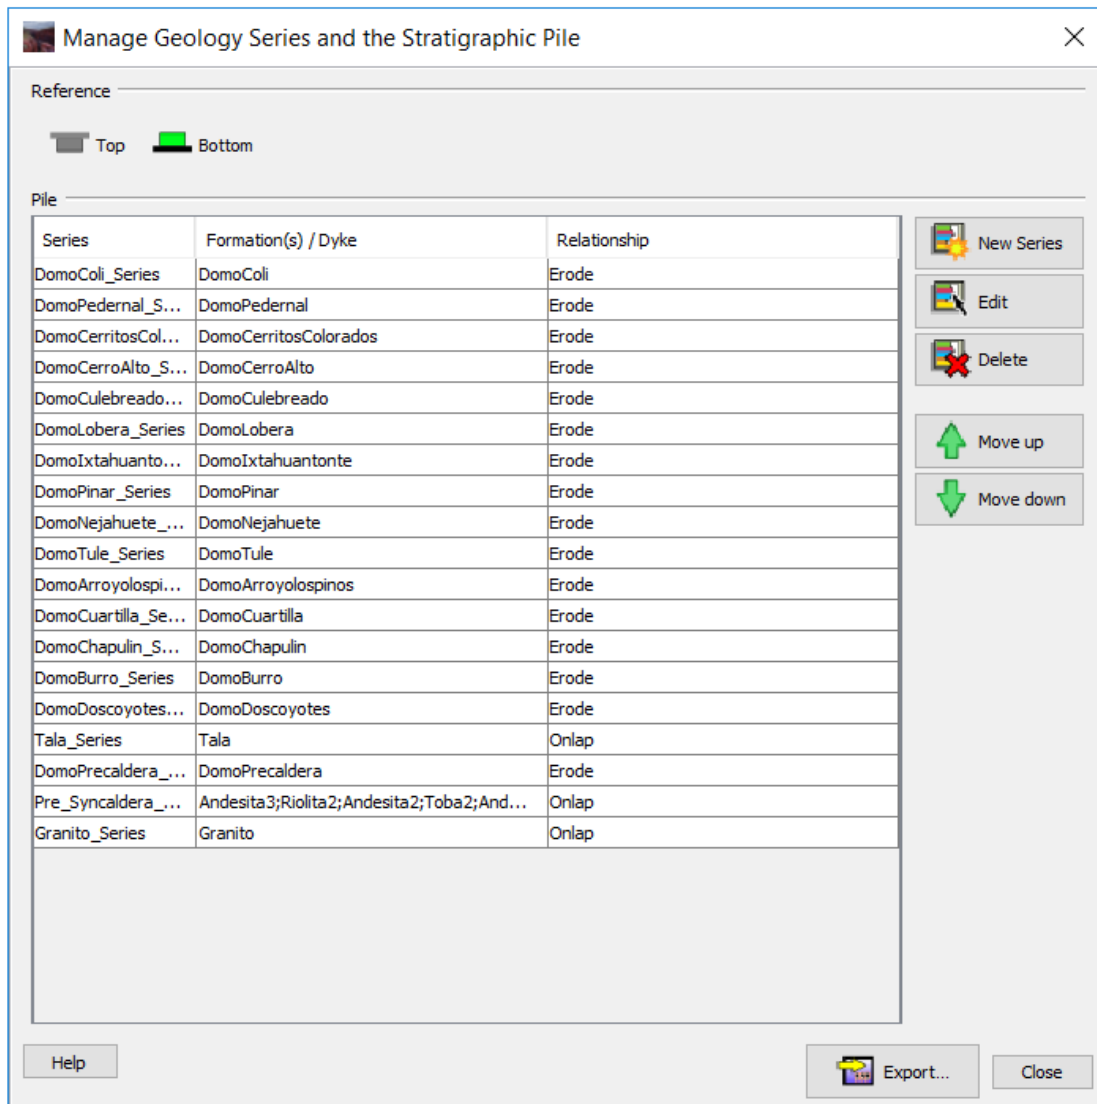 Manage Geology Series and the Stratigraphic Pile
Reference
Top Bottom
Pile
Series Formation(s) / Dyke Relationship
DomoColi_Series DomoColi Erode
DomoPedernal_S... DomoPedernal Erode
DomoCerritosCol... DomoCerritosColorados Erode
DomoCerroAlto_S... DomoCerroAlto Erode
DomoCulebreado... DomoCulebreado Erode
DomoLobera_Series DomoLobera Erode
DomoIxtahuanto... DomoIxtahuantonte Erode
DomoPinar_Series DomoPinar Erode
DomoNejahuete_... DomoNejahuete Erode
DomoTule_Series DomoTule Erode
DomoArroyolospi... DomoArroyolospinos Erode
DomoCuartilla_Se... DomoCuartilla Erode
DomoChapulin_S... DomoChapulin Erode
DomoBurro_Series DomoBurro Erode
DomoDoscoyotes... DomoDoscoyotes Erode
Tala_Series Tala Onlap
DomoPrecaldera_... DomoPrecaldera Erode
Pre_Syncaldera_... Andesita3;Riolita2;Andesita2;Toba2;And... Onlap
Granito_Series Granito Onlap
New Series
Edit
Delete
Move up
Move down
Help
Export...
Close